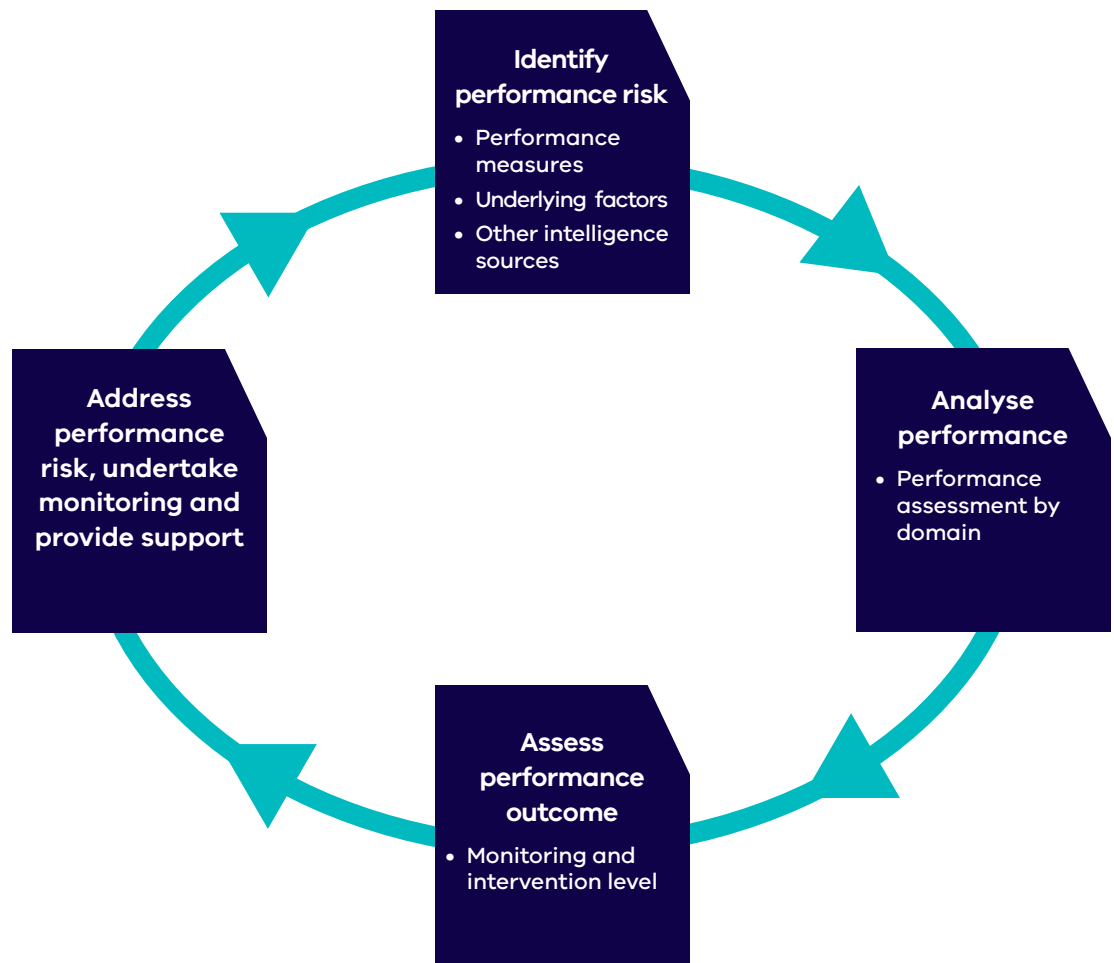 Identify
performance risk
• Performance
measures
• Underlying factors
• Other intelligence
sources
Analyse
performance
• Performance
assessment by
domain
Assess
performance
outcome
• Monitoring and
intervention level
Address
performance
risk, undertake
monitoring and
provide support